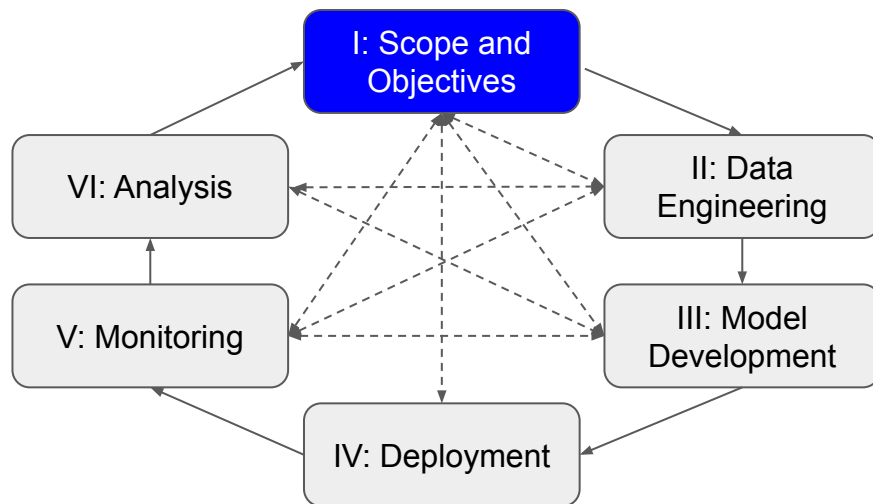 I: Scope and
Objectives
VI: Analysis
II: Data
Engineering
V: Monitoring
III: Model
Development
IV: Deployment